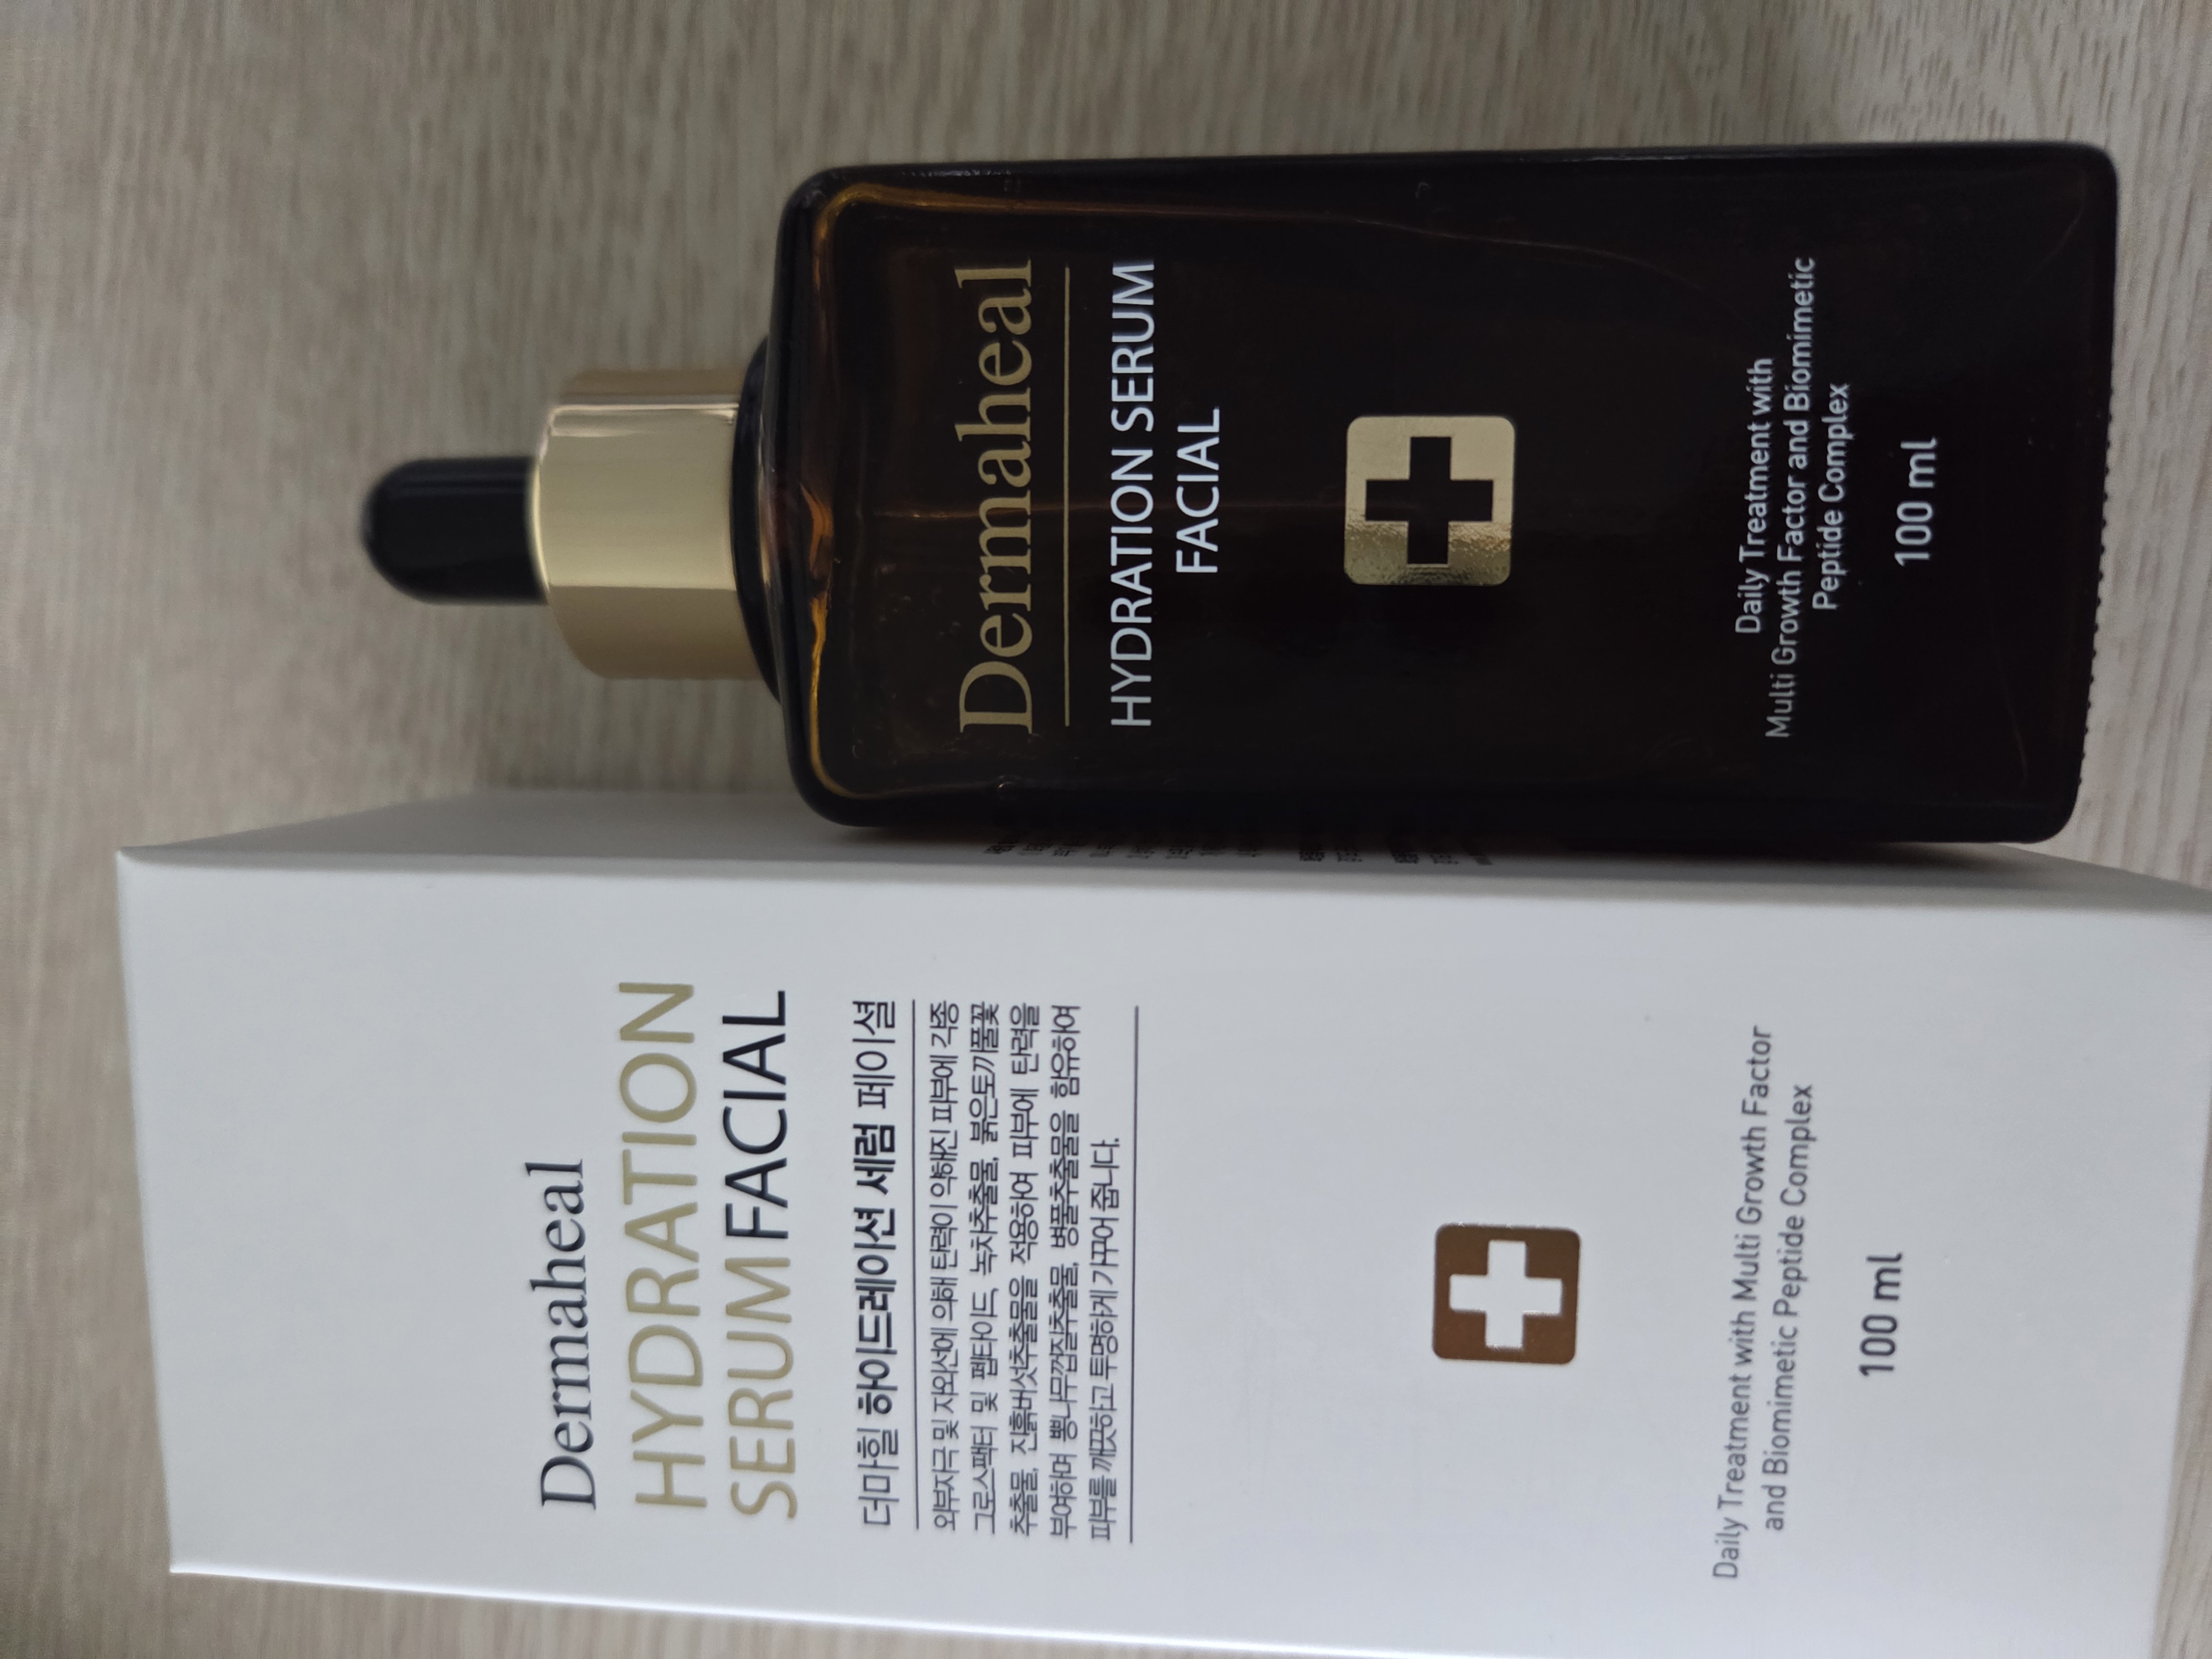 Dermaheal
HYDRATION
SERUM FACIAL
더마힐 하이드레이션 세럼 페이셜
외부자극 및 자외선에 의해 탄력이 약해진 피부에 각종
그로스팩터 및 펩타이드, 녹차추출물, 붉은토끼풀꽃
추출물, 진흙버섯추출물을 적용하여 피부에 탄력을
부여하며 뽕나무껍질추출물, 병풀추출물을 함유하여
피부를 깨끗하고 투명하게 가꾸어 줍니다.
Daily Treatment with Multi Growth Factor
and Biomimetic Peptide Complex
100 ml
Dermaheal
HYDRATION SERUM
FACIAL
Daily Treatment with
Multi Growth Factor and Biomimetic
Peptide Complex
100 ml